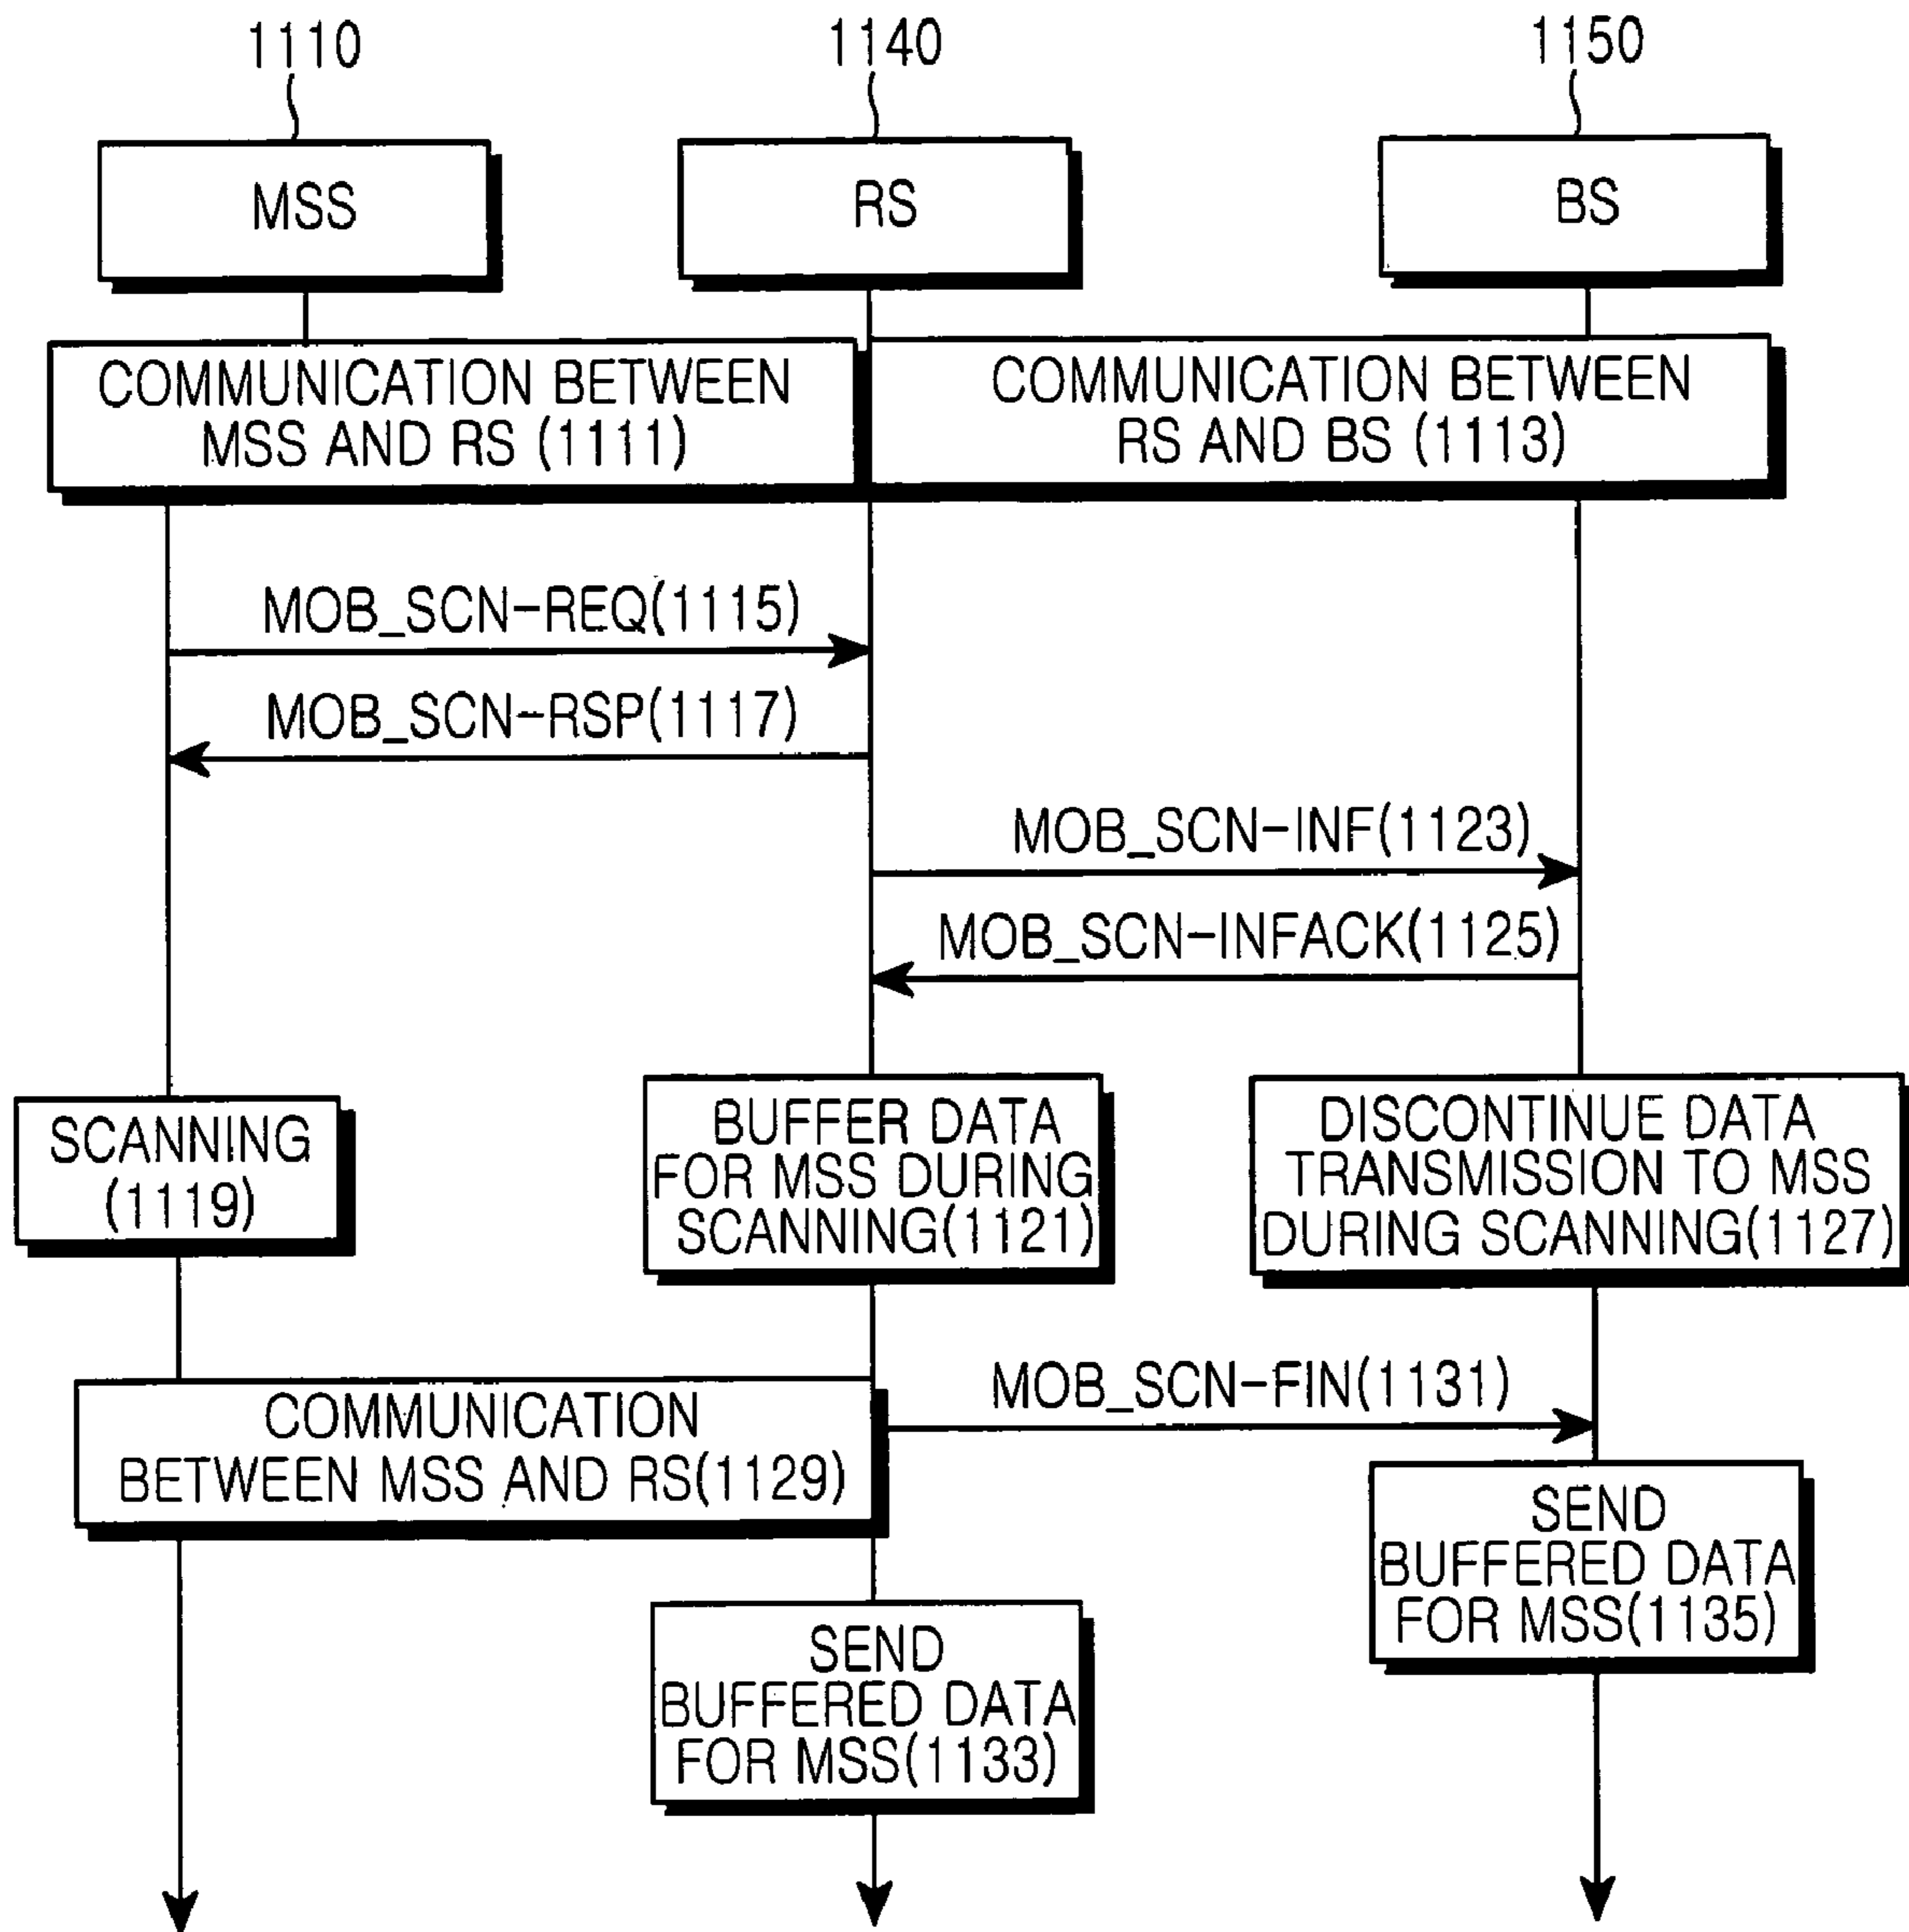 1110
1140
1150
MSS
RS
BS
COMMUNICATION BETWEEN
MSS AND RS (1111)
COMMUNICATION BETWEEN
RS AND BS (1113)
MOB_SCN-REQ(1115)
MOB_SCN-RSP(1117)
MOB_SCN-INF(1123)
MOB_SCN-INFACK(1125)
SCANNING
(1119)
BUFFER DATA
FOR MSS DURING
SCANNING(1121)
DISCONTINUE DATA
TRANSMISSION TO MSS
DURING SCANNING(1127)
COMMUNICATION
BETWEEN MSS AND RS(1129)
MOB_SCN-FIN(1131)
SEND
BUFFERED DATA
FOR MSS(1135)
SEND
BUFFERED DATA
FOR MSS(1133)